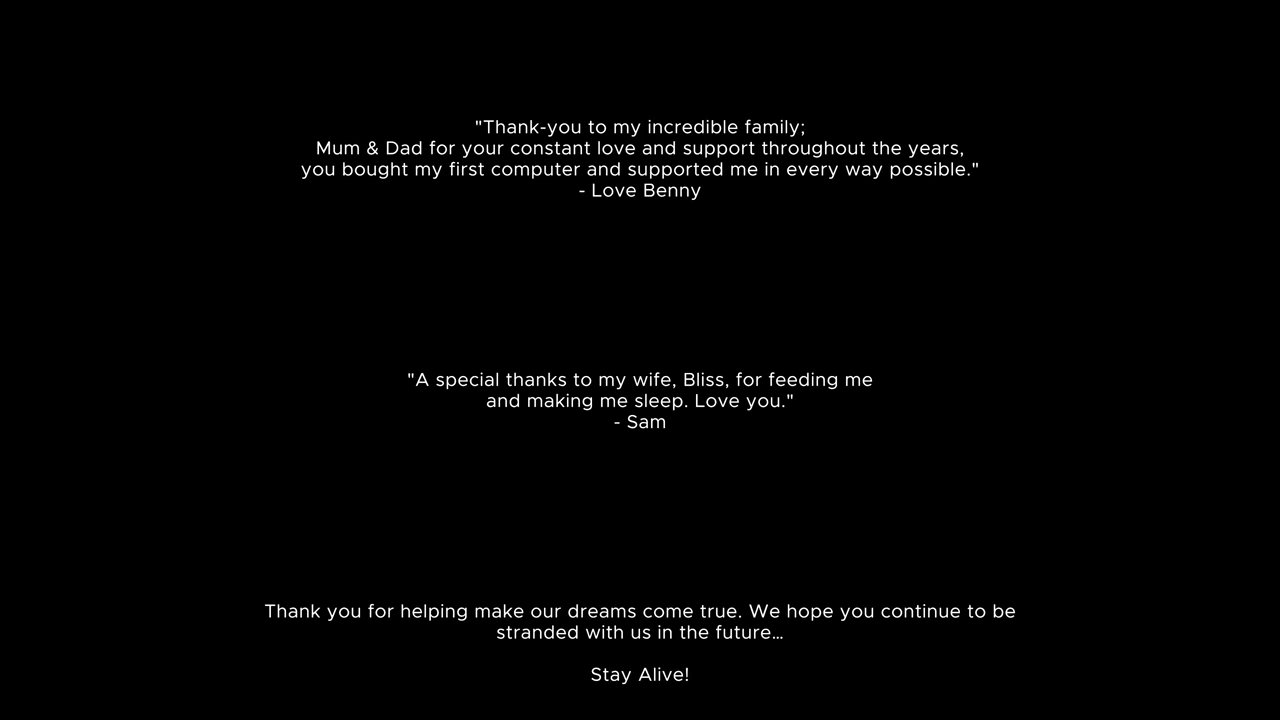 "Thank-you to my incredible family;
Mum & Dad for your constant love and support throughout the years,
you bought my first computer and supported me in every way possible."
- Love Benny
"A special thanks to my wife, Bliss, for feeding me
and making me sleep. Love you."
- Sam
Thank you for helping make our dreams come true. We hope you continue to be
stranded with us in the future...
Stay Alive!